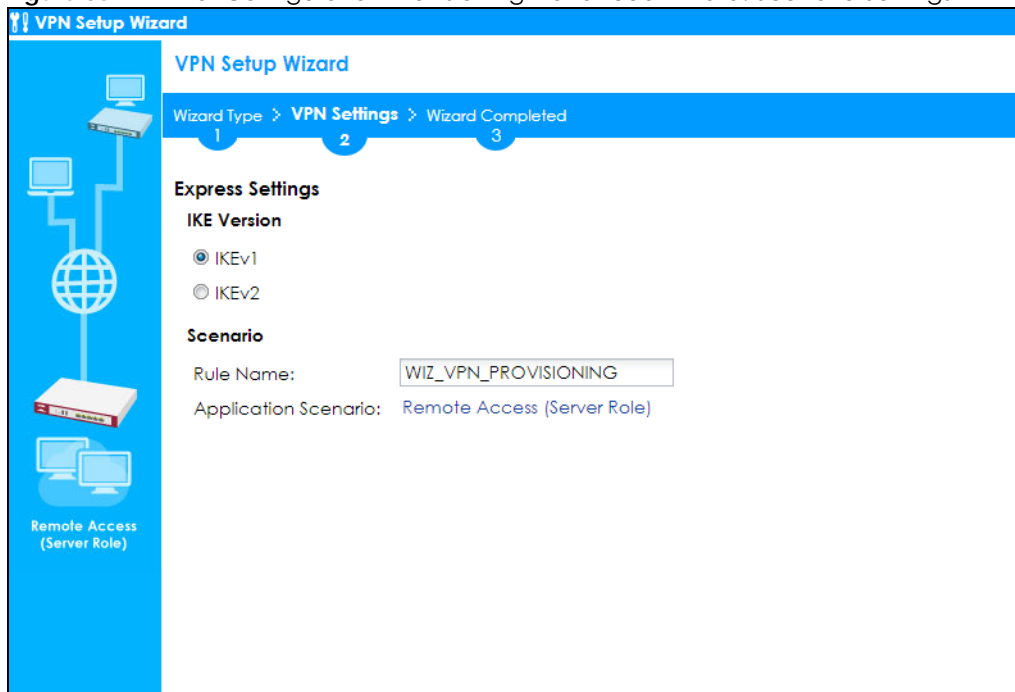 VPN Setup Wizard
VPN Setup Wizard
Wizard Type > VPN Settings > Wizard Completed
1 2 3
Express Settings
IKE Version
IKEv1
IKEv2
Scenario
Rule Name: WIZ_VPN_PROVISIONING
Application Scenario: Remote Access (Server Role)
Remote Access
(Server Role)